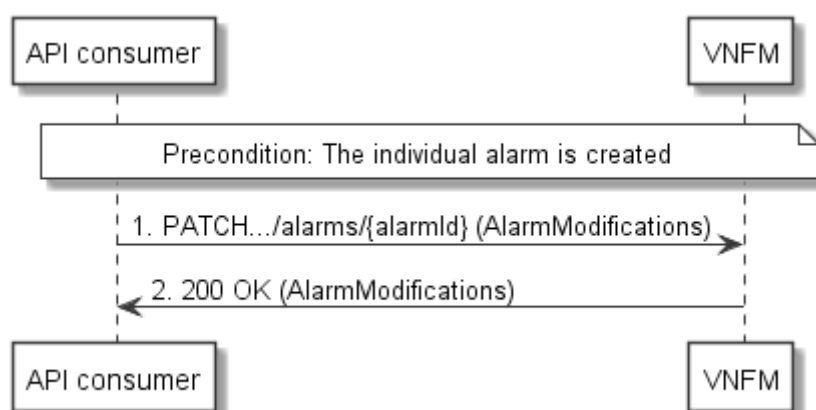 API consumer
VNFM
Precondition: The individual alarm is created
1. PATCH.../alarms/{alarmId} (AlarmModifications)
2. 200 OK (AlarmModifications)
API consumer
VNFM